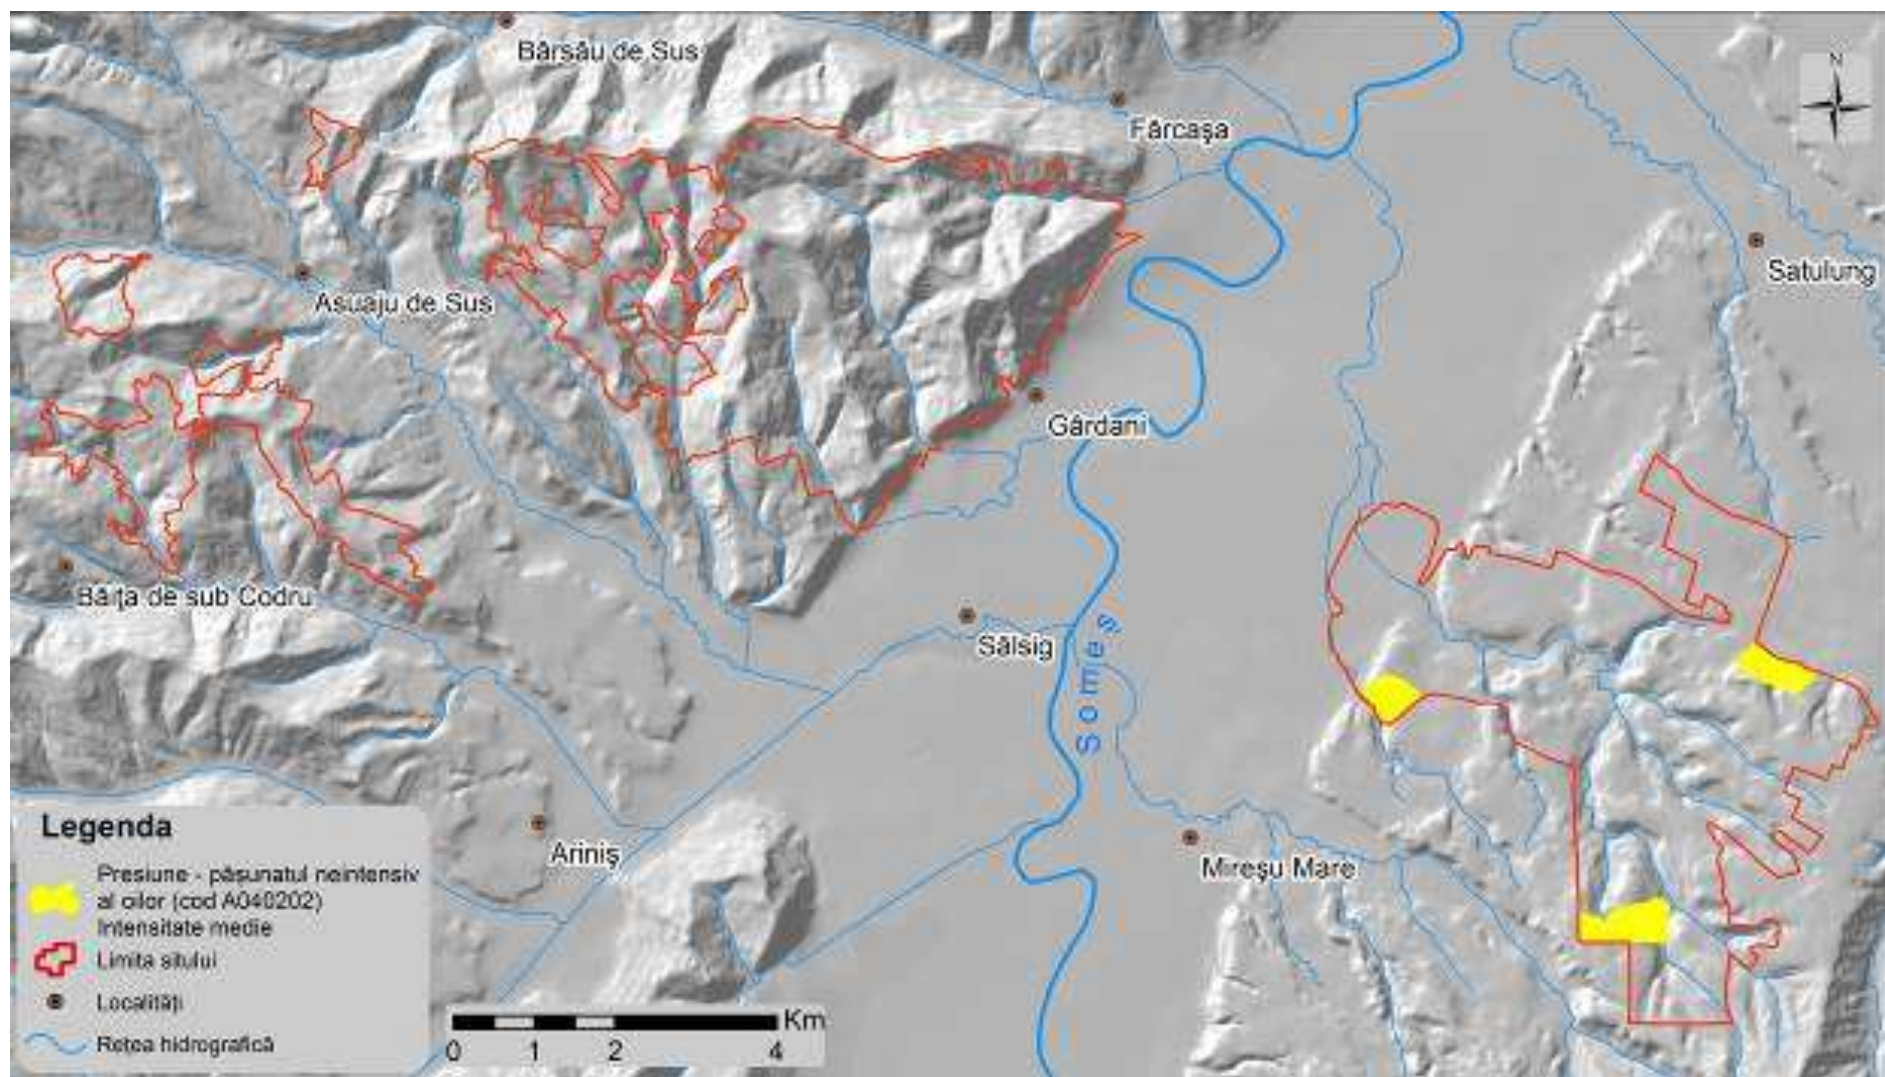 Bârsău de Sus
N
Fărcaşa
Satulung
Asuaju de Sus
Gârdani
Băiţa de sub Codru
Sălsig
Someş
Ariniş
Mireşu Mare
Legenda
Presiune - păşunatul neintensiv
al oilor (cod A040202)
Intensitate medie
Limita sitului
Localităţi
Reţea hidrografică
Km
0 1 2 4